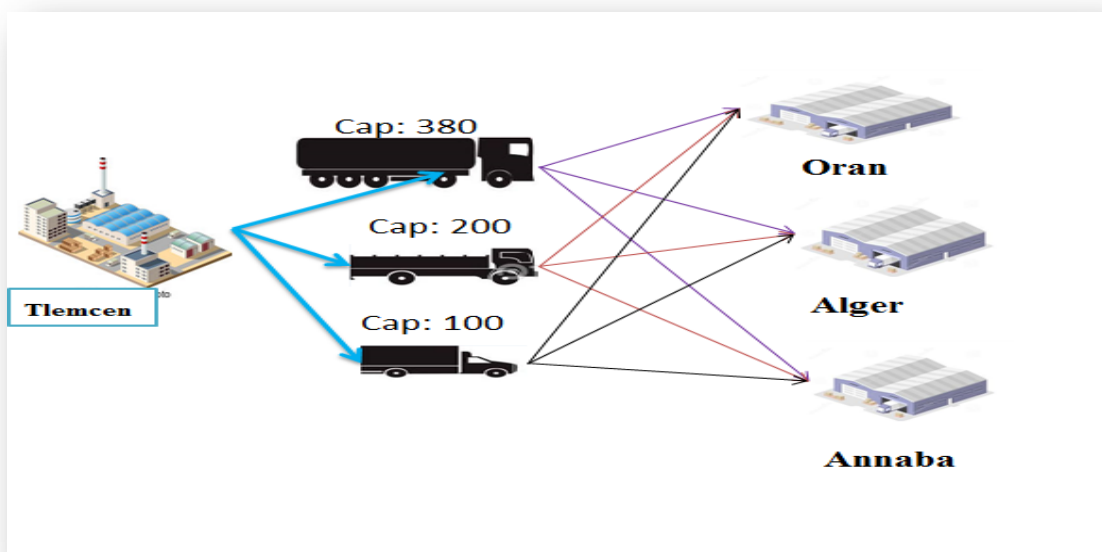 Cap: 380
Oran
Cap: 200
Tlemcen
Alger
Cap: 100
Annaba